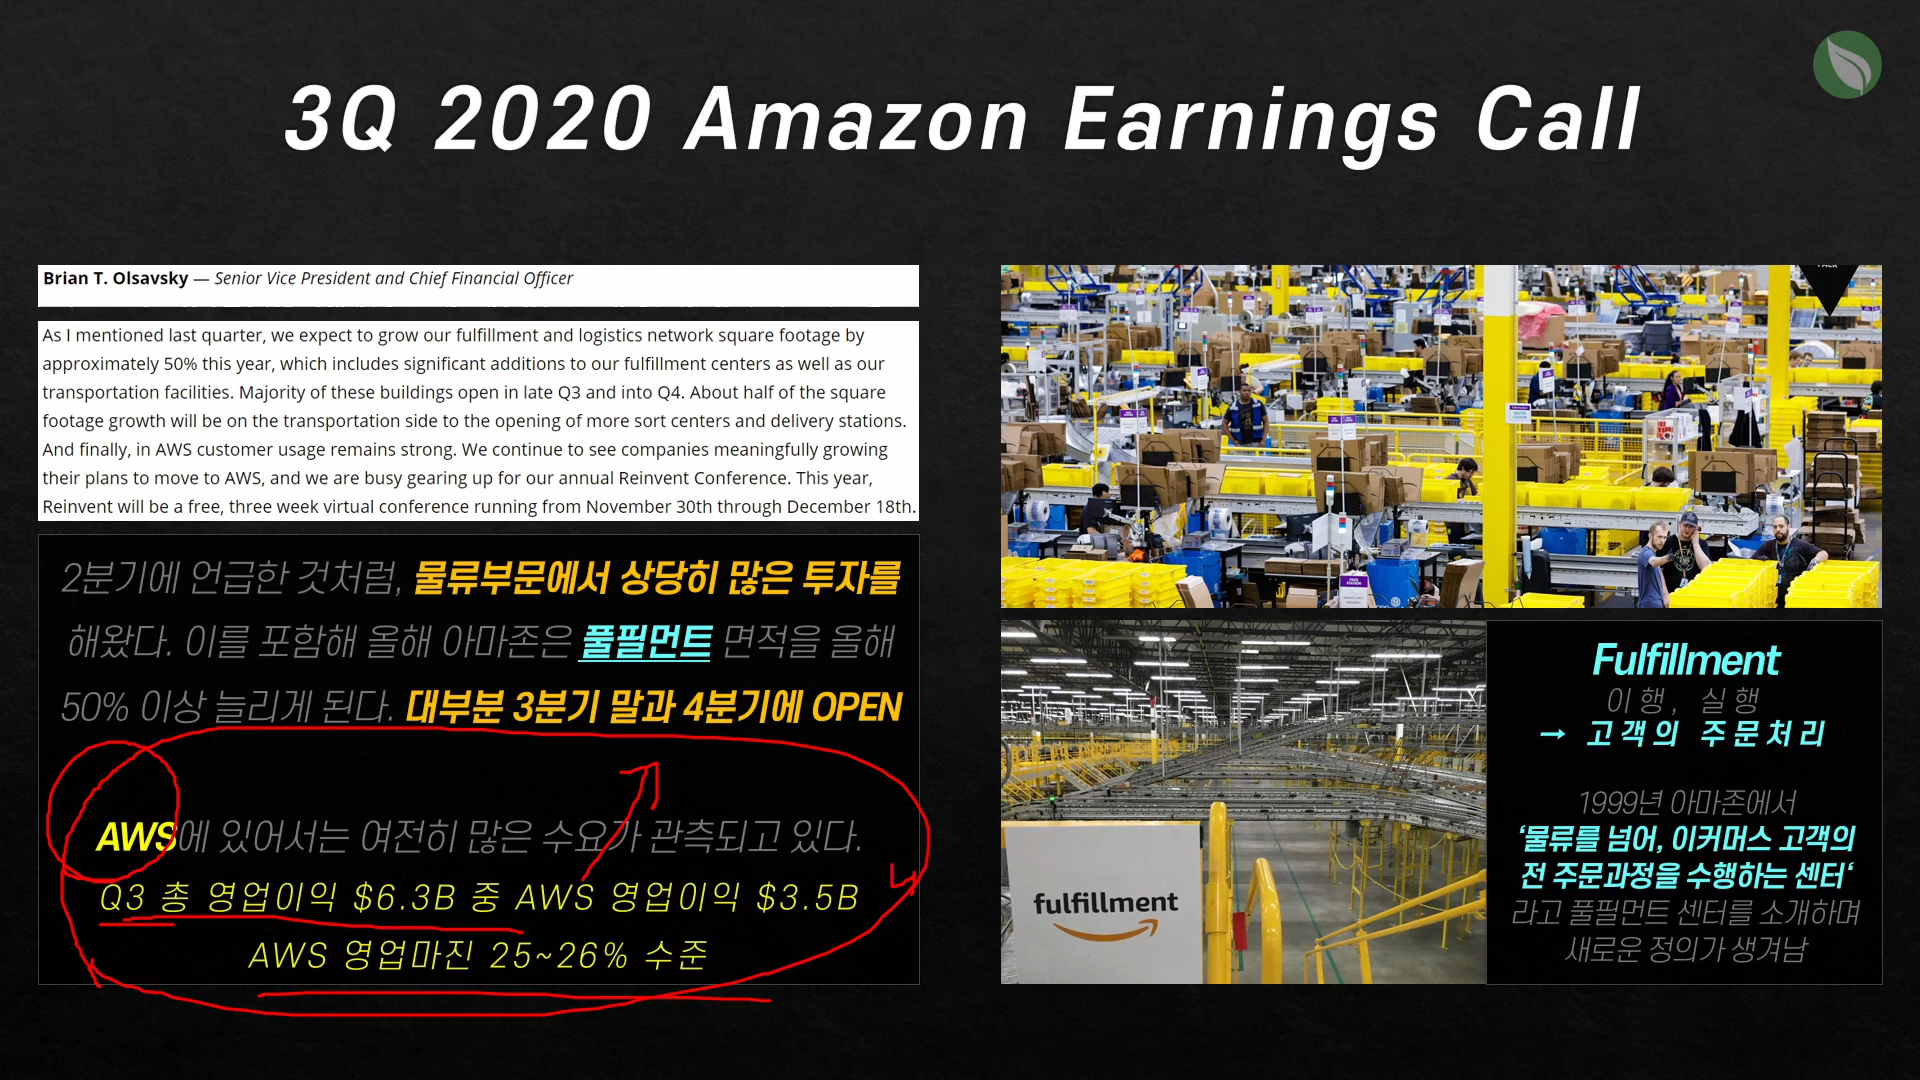 3Q 2020 Amazon Earnings Call
Brian T. Olsavsky — Senior Vice President and Chief Financial Officer
As I mentioned last quarter, we expect to grow our fulfillment and logistics network square footage by
approximately 50% this year, which includes significant additions to our fulfillment centers as well as our
transportation facilities. Majority of these buildings open in late Q3 and into Q4. About half of the square
footage growth will be on the transportation side to the opening of more sort centers and delivery stations.
And finally, in AWS customer usage remains strong. We continue to see companies meaningfully growing
their plans to move to AWS, and we are busy gearing up for our annual Reinvent Conference. This year,
Reinvent will be a free, three week virtual conference running from November 30th through December 18th.
2분기에 언급한 것처럼, 물류부문에서 상당히 많은 투자를
해왔다. 이를 포함해 올해 아마존은 풀필먼트 면적을 올해
50% 이상 늘리게 된다. 대부분 3분기 말과 4분기에 OPEN
AWS에 있어서는 여전히 많은 수요가 관측되고 있다.
Q3 총 영업이익 $6.3B 중 AWS 영업이익 $3.5B
AWS 영업마진 25~26% 수준
fulfillment
Fulfillment
이행, 실행
→ 고객의 주문처리
1999년 아마존에서
‘물류를 넘어, 이커머스 고객의
전 주문과정을 수행하는 센터‘
라고 풀필먼트 센터를 소개하며
새로운 정의가 생겨남